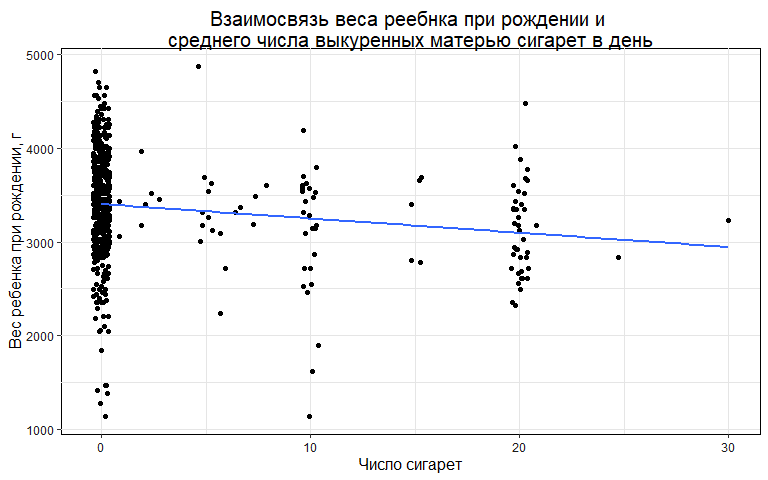 Взаимосвязь веса реебнка при рождении и
среднего числа выкуренных матерью сигарет в день
5000
4000
3000
2000
1000
Вес ребенка при рождении, г
0
10
20
30
Число сигарет